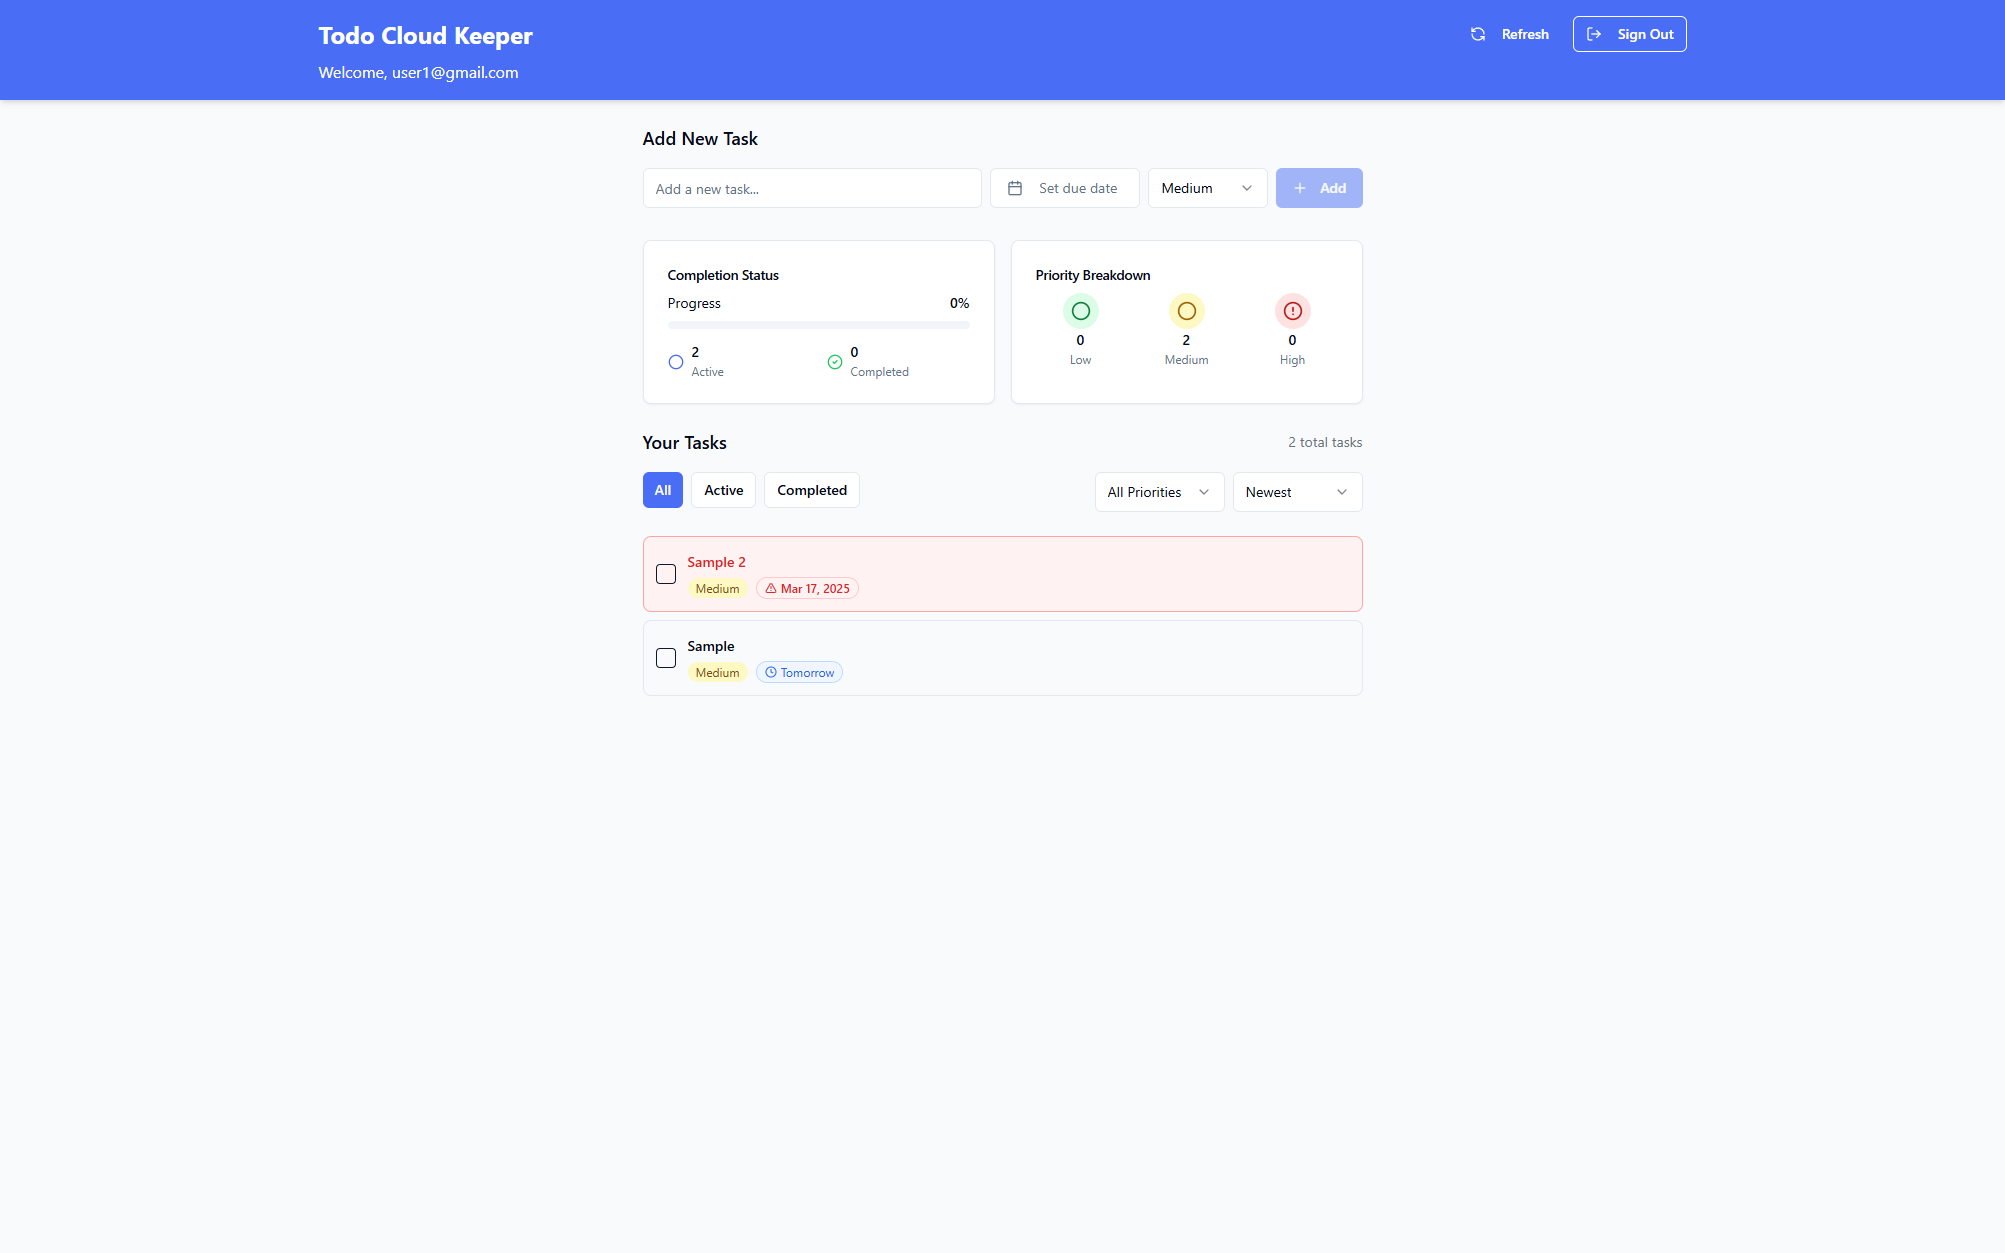 Todo Cloud Keeper
Welcome, user1@gmail.com
Refresh
Sign Out
Add New Task
Add a new task...
Set due date
Medium
Add
Completion Status
Progress
0%
2
Active
0
Completed
Priority Breakdown
0
Low
2
Medium
0
High
Your Tasks
2 total tasks
All
Active
Completed
All Priorities
Newest
Sample 2
Medium
Mar 17, 2025
Sample
Medium
Tomorrow